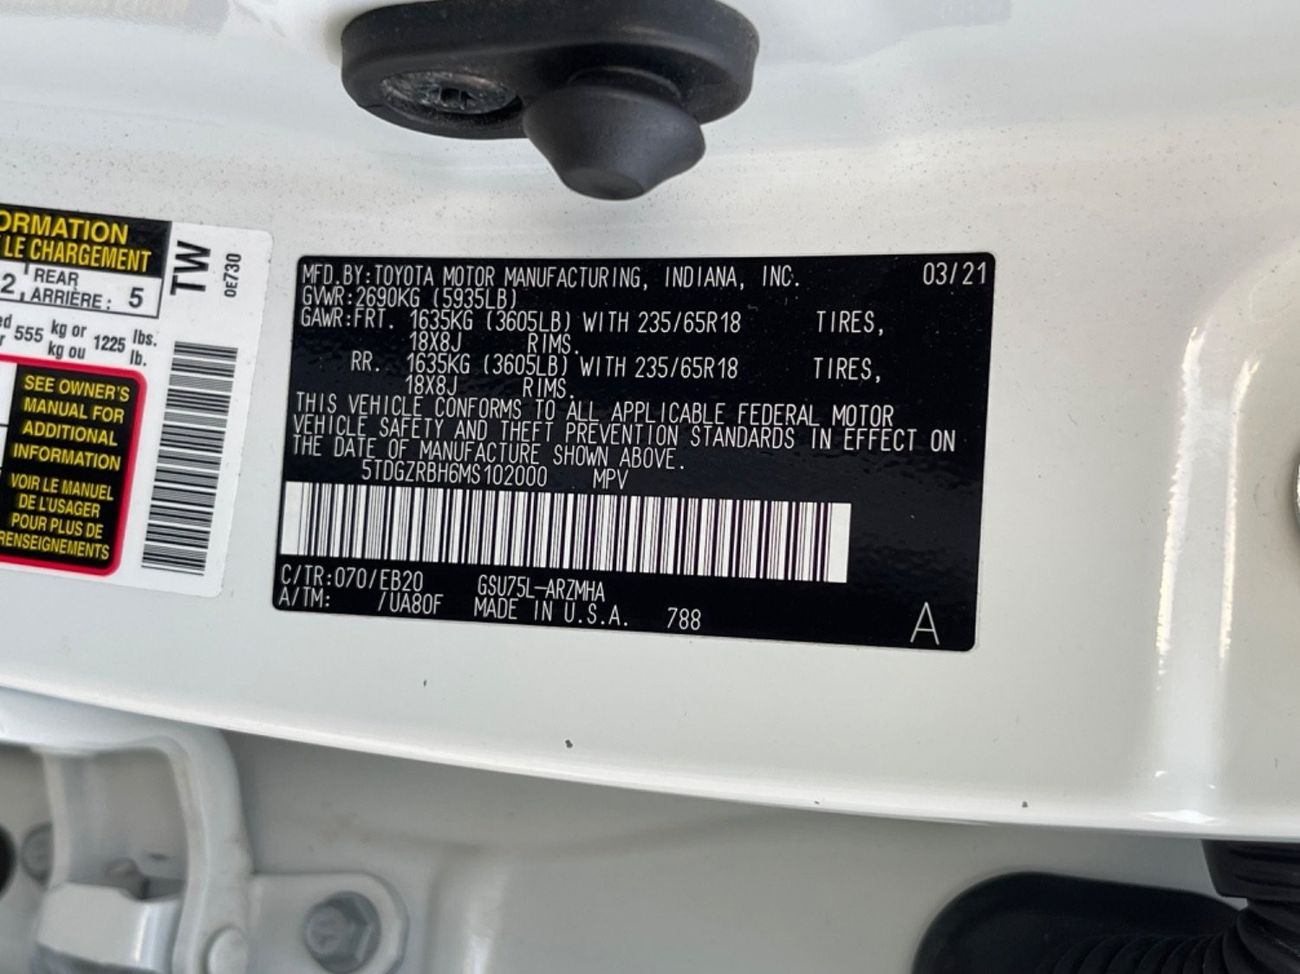 ORMATION
LE CHARGEMENT
2, REAR
ARRIÈRE: 5
555 kg or 1225 lbs.
kg ou lb.
SEE OWNER'S
MANUAL FOR
ADDITIONAL
INFORMATION
VOIR LE MANUEL
DE L'USAGER
POUR PLUS DE
RENSEIGNEMENTS
TW
0E730
MFD.BY:TOYOTA MOTOR MANUFACTURING, INDIANA, INC. 03/21
GVWR:2690KG (5935LB)
GAWR:FRT. 1635KG (3605LB) WITH 235/65R18 TIRES,
18X8J RIMS.
RR. 1635KG (3605LB) WITH 235/65R18 TIRES,
18X8J RIMS.
THIS VEHICLE CONFORMS TO ALL APPLICABLE FEDERAL MOTOR
VEHICLE SAFETY AND THEFT PREVENTION STANDARDS IN EFFECT ON
THE DATE OF MANUFACTURE SHOWN ABOVE.
5TDGZRBH6MS102000 MPV
C/TR:070/EB20 GSU75L-ARZMHA
A/TM: /UA80F MADE IN U.S.A. 788
A